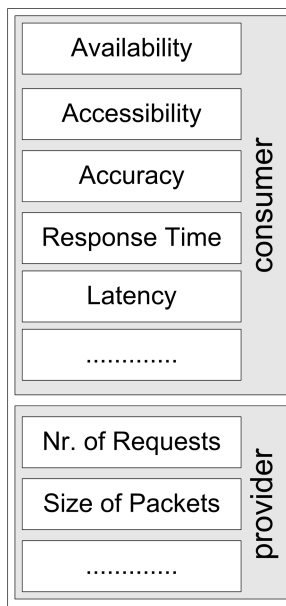 Availability
Accessibility
Accuracy
Response Time
Latency
.............
consumer
Nr. of Requests
Size of Packets
.............
provider